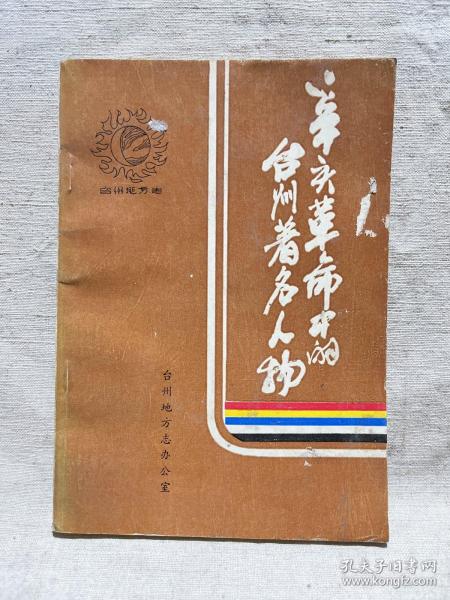 辛亥革命中的
台州著名人物
台州地方志
台州地方志办公室
孔夫子旧书网
www.kongfz.com